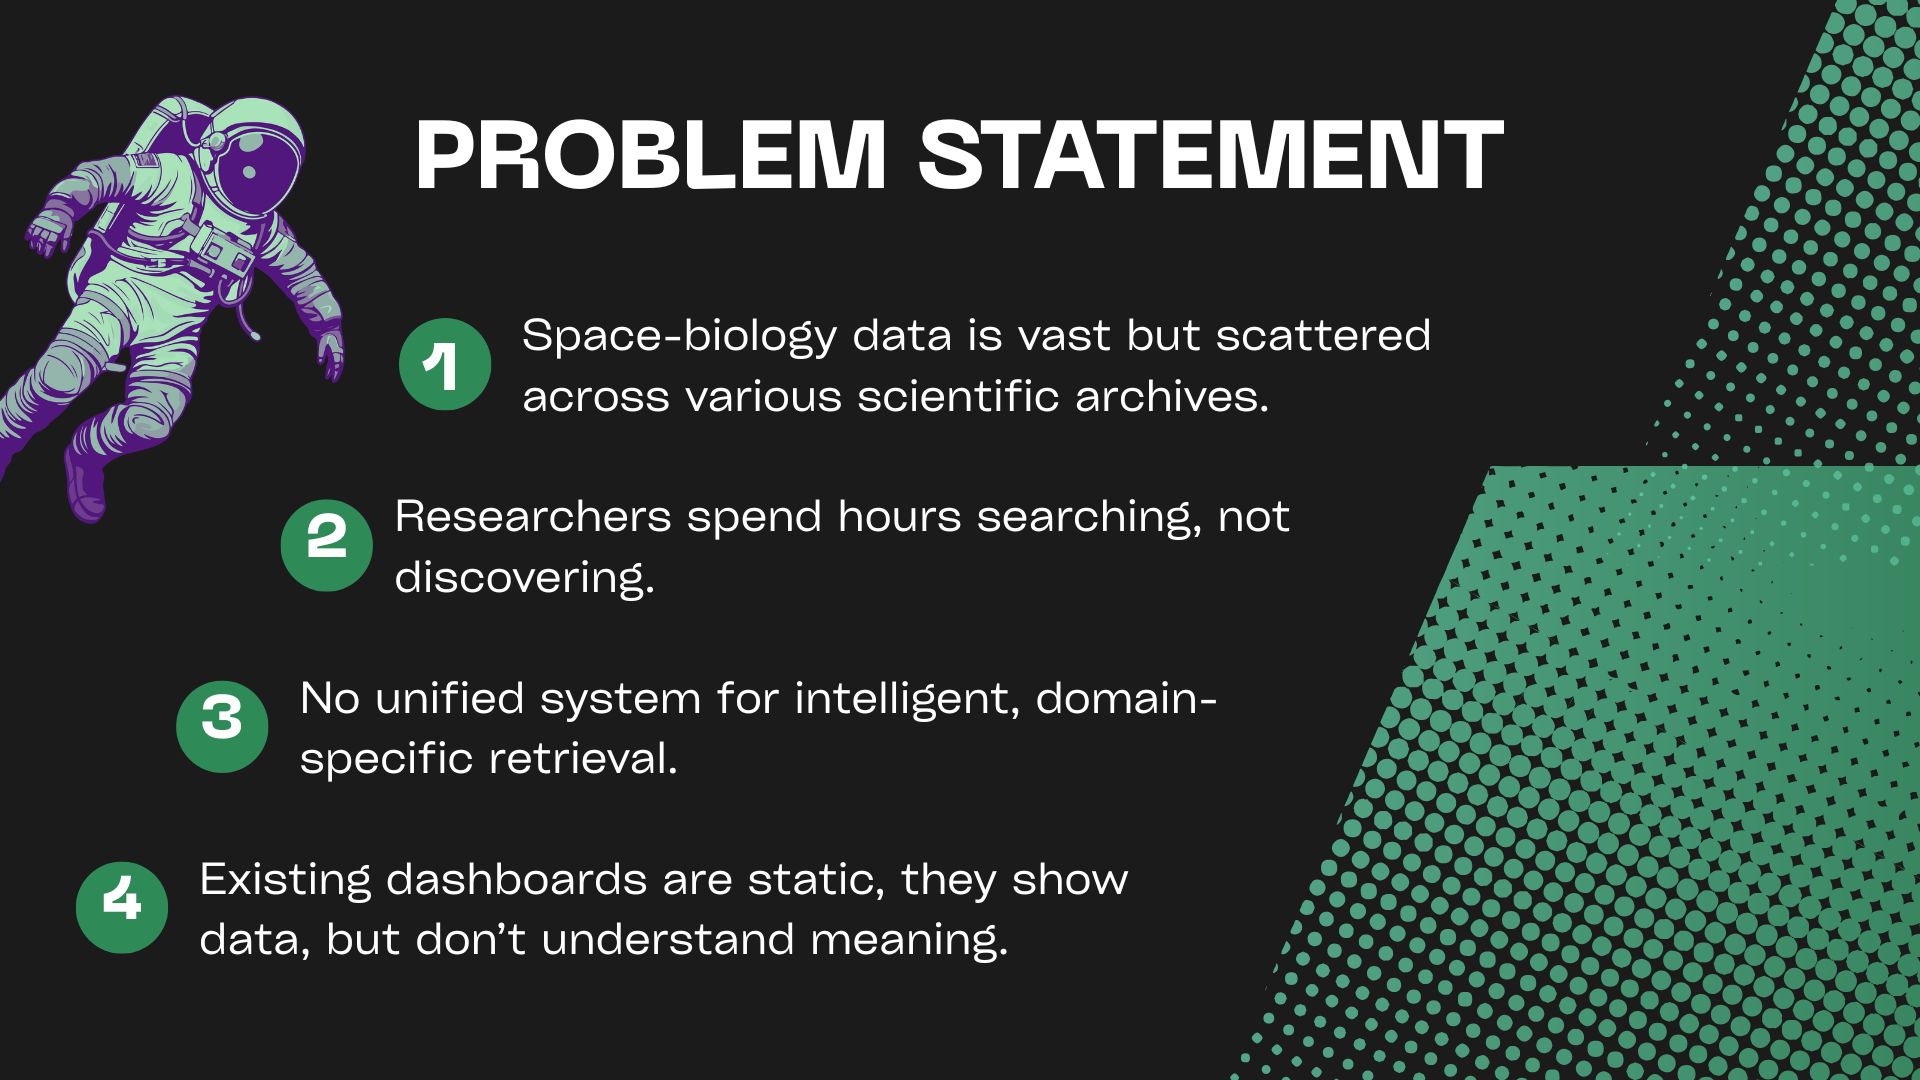 PROBLEM STATEMENT
1
Space-biology data is vast but scattered
across various scientific archives.
2
Researchers spend hours searching, not
discovering.
3
No unified system for intelligent, domain-
specific retrieval.
4
Existing dashboards are static, they show
data, but don’t understand meaning.